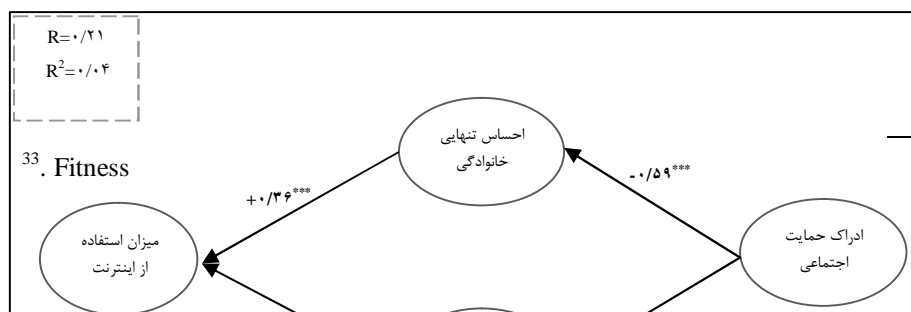 R=۰/۲۱
R²=۰/۰۴
احساس تنهایی
خانوادگی
³³. Fitness
-۰/۵۹***
+۰/۳۶***
ادراک حمایت
اجتماعی
میزان استفاده
از اینترنت